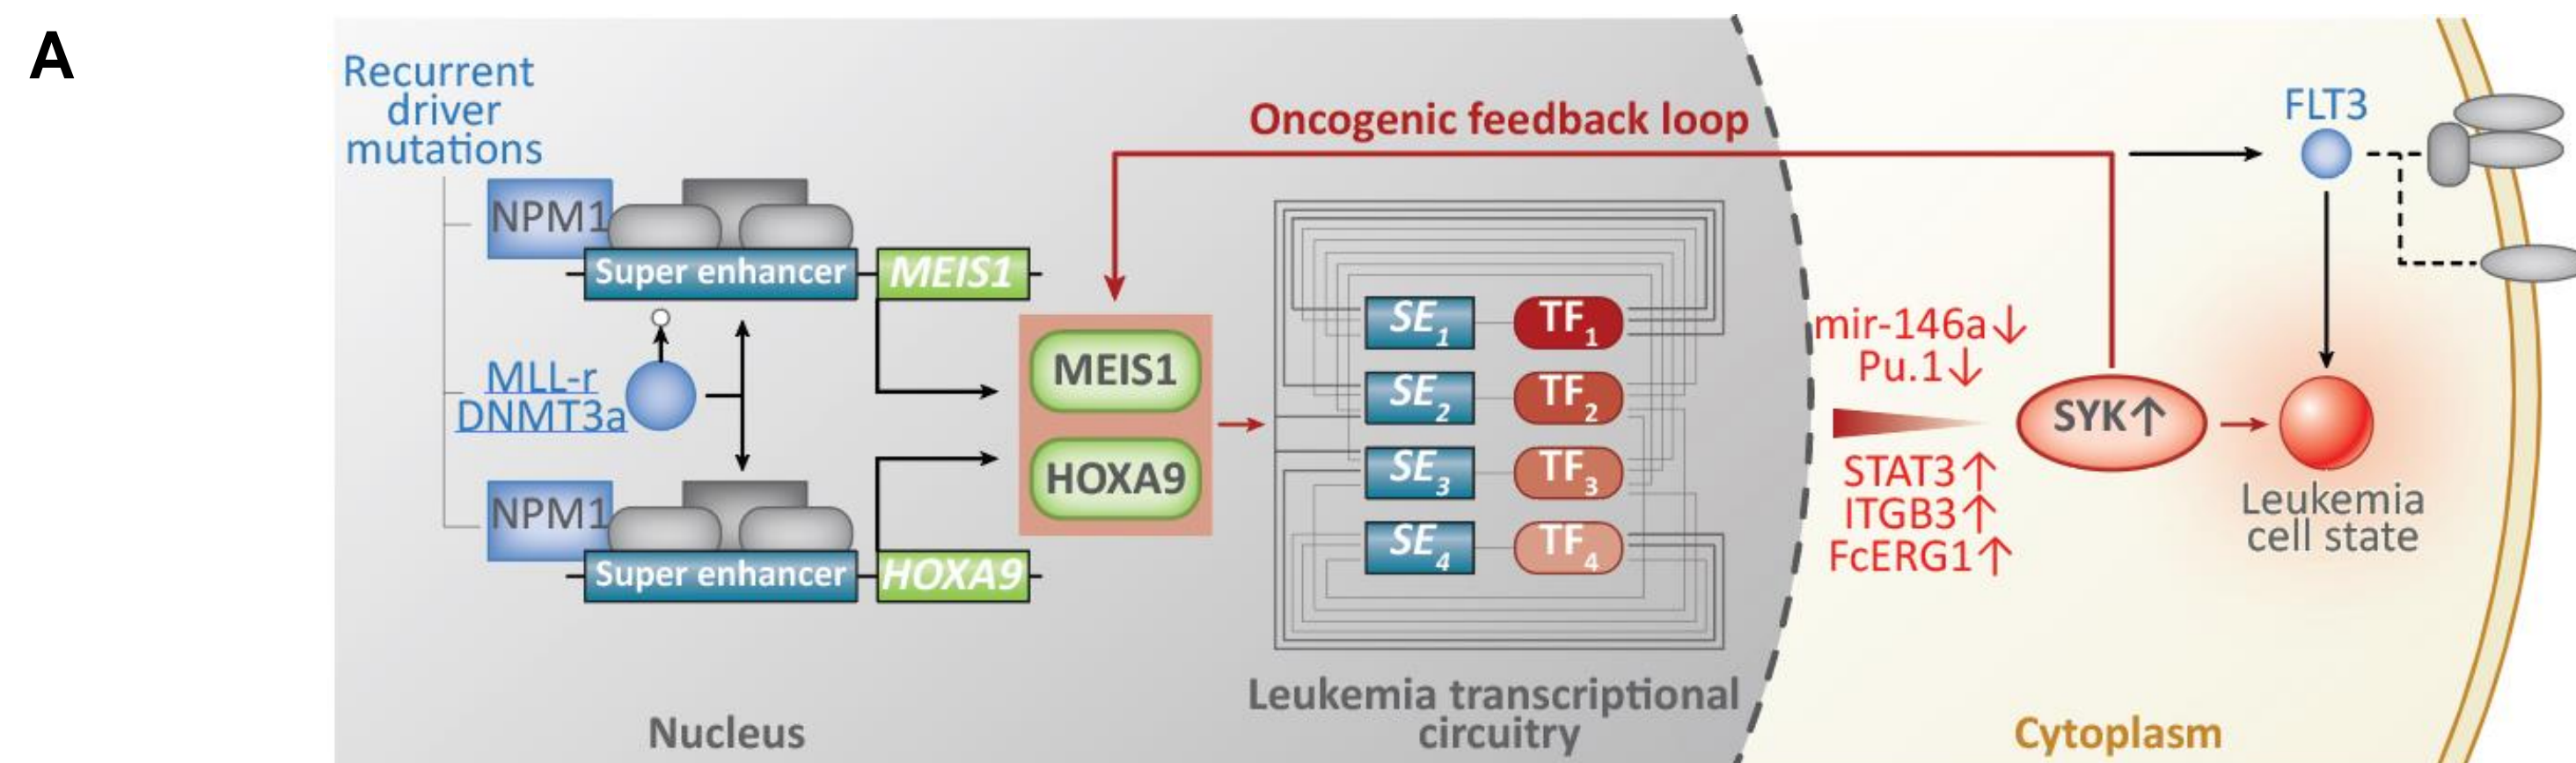 A
Recurrent
driver
mutations
NPM1
Super enhancer
MEIS1
MLL-r
DNMT3a
NPM1
Super enhancer
HOXA9
Nucleus
MEIS1
HOXA9
Oncogenic feedback loop
SE1 TF1
SE2 TF2
SE3 TF3
SE4 TF4
Leukemia transcriptional
circuitry
mir-146a↓
Pu.1↓
STAT3↑
ITGB3↑
FcERG1↑
SYK↑
FLT3
Leukemia
cell state
Cytoplasm